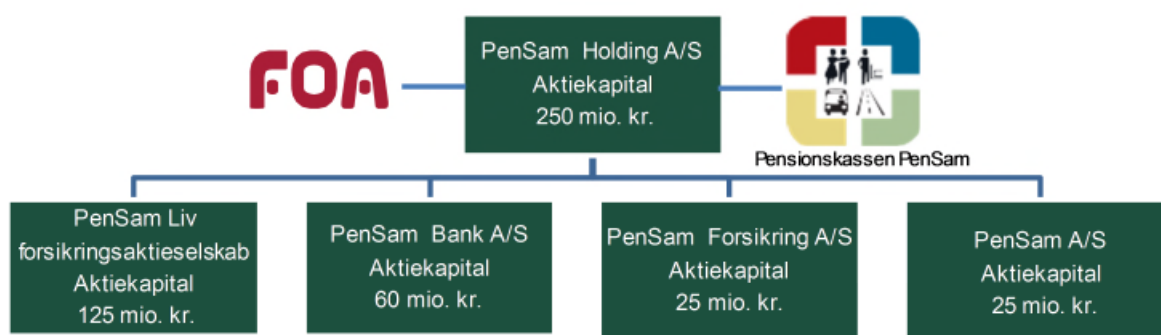 FOA
PenSam Holding A/S
Aktiekapital
250 mio. kr.
Pensionskassen PenSam
PenSam Liv
forsikringsaktieselskab
Aktiekapital
125 mio. kr.
PenSam Bank A/S
Aktiekapital
60 mio. kr.
PenSam Forsikring A/S
Aktiekapital
25 mio. kr.
PenSam A/S
Aktiekapital
25 mio. kr.